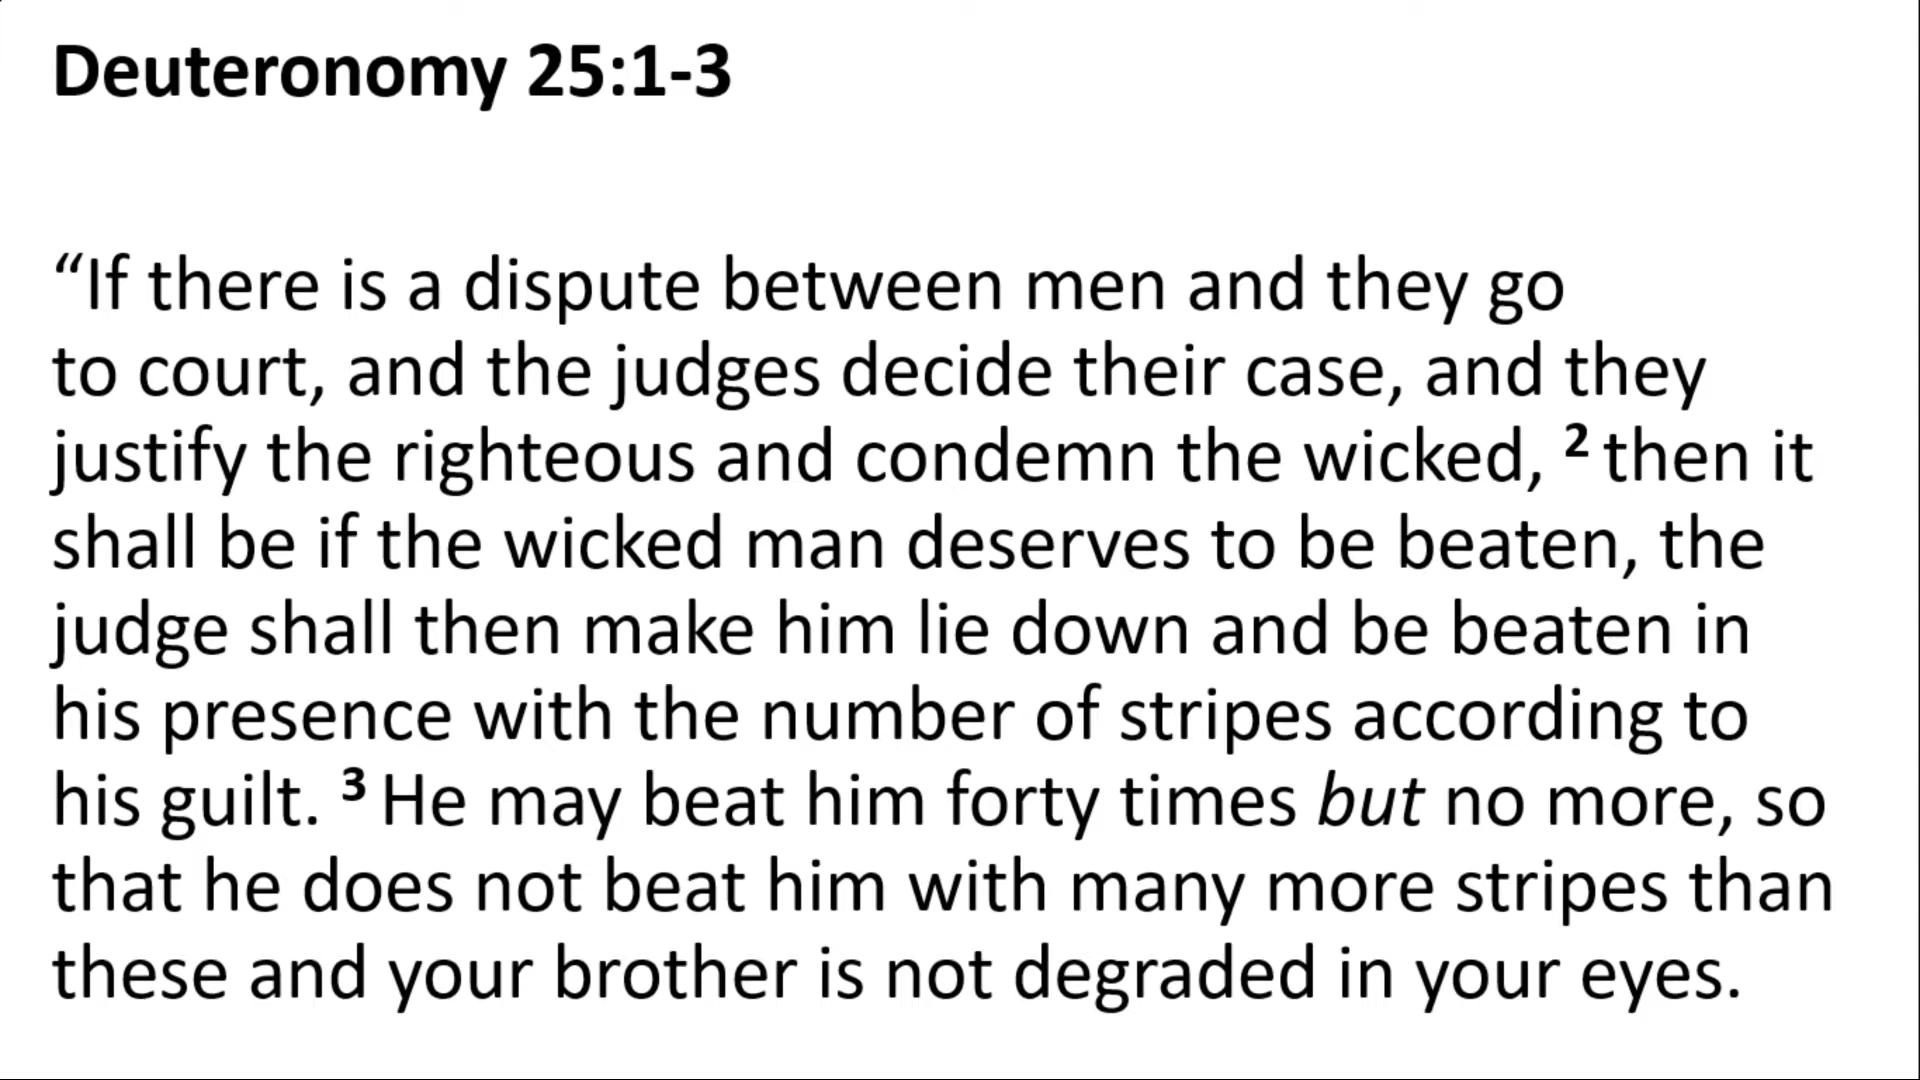 Deuteronomy 25:1-3
“If there is a dispute between men and they go
to court, and the judges decide their case, and they
justify the righteous and condemn the wicked, 2 then it
shall be if the wicked man deserves to be beaten, the
judge shall then make him lie down and be beaten in
his presence with the number of stripes according to
his guilt. 3 He may beat him forty times but no more, so
that he does not beat him with many more stripes than
these and your brother is not degraded in your eyes.